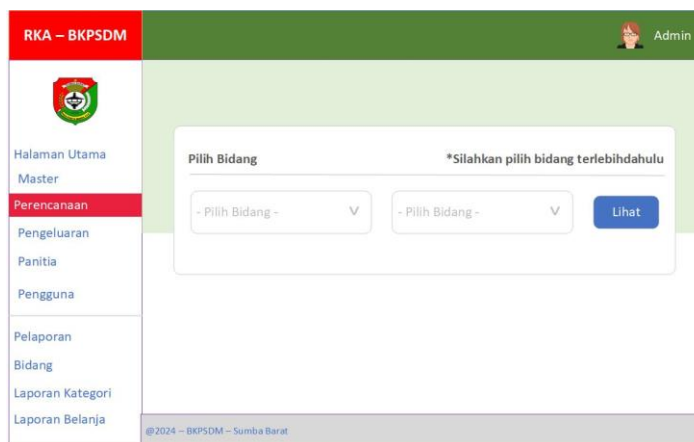 RKA – BKPSDM
Admin
Halaman Utama
Master
Perencanaan
Pengeluaran
Panitia
Pengguna
Pelaporan
Bidang
Laporan Kategori
Laporan Belanja
Pilih Bidang
*Silahkan pilih bidang terlebihdahulu
- Pilih Bidang -
- Pilih Bidang -
Lihat
@2024 – BKPSDM – Sumba Barat